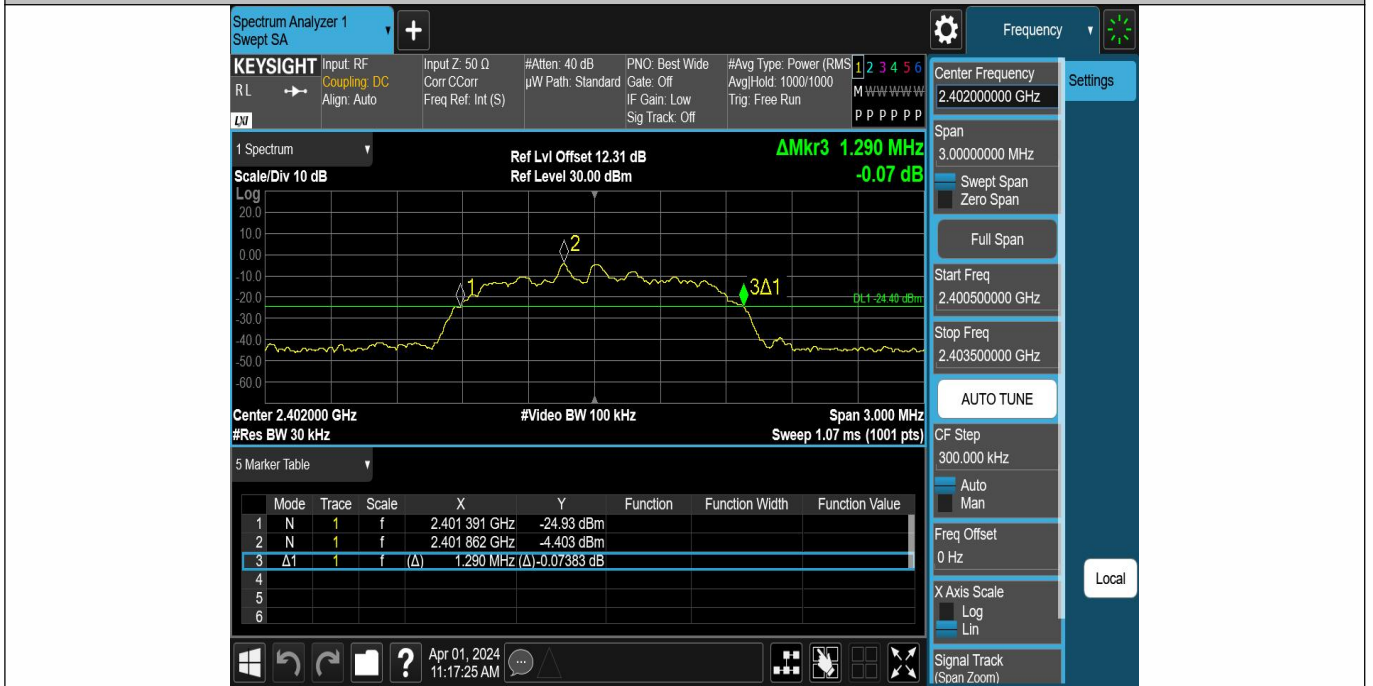 Spectrum Analyzer 1
Swept SA
+
Frequency
KEYSIGHT
RL
LXI
Input: RF
Coupling: DC
Align: Auto
Input Z: 50 Ω
Corr CCorr
Freq Ref: Int (S)
#Atten: 40 dB
µW Path: Standard
PNO: Best Wide
Gate: Off
IF Gain: Low
Sig Track: Off
#Avg Type: Power (RMS
Avg|Hold: 1000/1000
Trig: Free Run
1 2 3 4 5 6
M W W W W W
P P P P P P
Center Frequency
2.402000000 GHz
Settings
Span
3.00000000 MHz
Swept Span
Zero Span
Full Span
Start Freq
2.400500000 GHz
Stop Freq
2.403500000 GHz
AUTO TUNE
CF Step
300.000 kHz
Auto
Man
Freq Offset
0 Hz
X Axis Scale
Log
Lin
Signal Track
(Span Zoom)
Local
1 Spectrum
Scale/Div 10 dB
Ref Lvl Offset 12.31 dB
Ref Level 30.00 dBm
ΔMkr3 1.290 MHz
-0.07 dB
Log
20.0
10.0
0.00
-10.0
-20.0
-30.0
-40.0
-50.0
-60.0
1
2
3Δ1
DL1 -24.40 dBm
Center 2.402000 GHz
#Video BW 100 kHz
Span 3.000 MHz
#Res BW 30 kHz
Sweep 1.07 ms (1001 pts)
5 Marker Table
Mode Trace Scale X Y Function Function Width Function Value
1 N 1 f 2.401 391 GHz -24.93 dBm
2 N 1 f 2.401 862 GHz -4.403 dBm
3 Δ1 1 f (Δ) 1.290 MHz (Δ) -0.07383 dB
4
5
6
?
Apr 01, 2024
11:17:25 AM